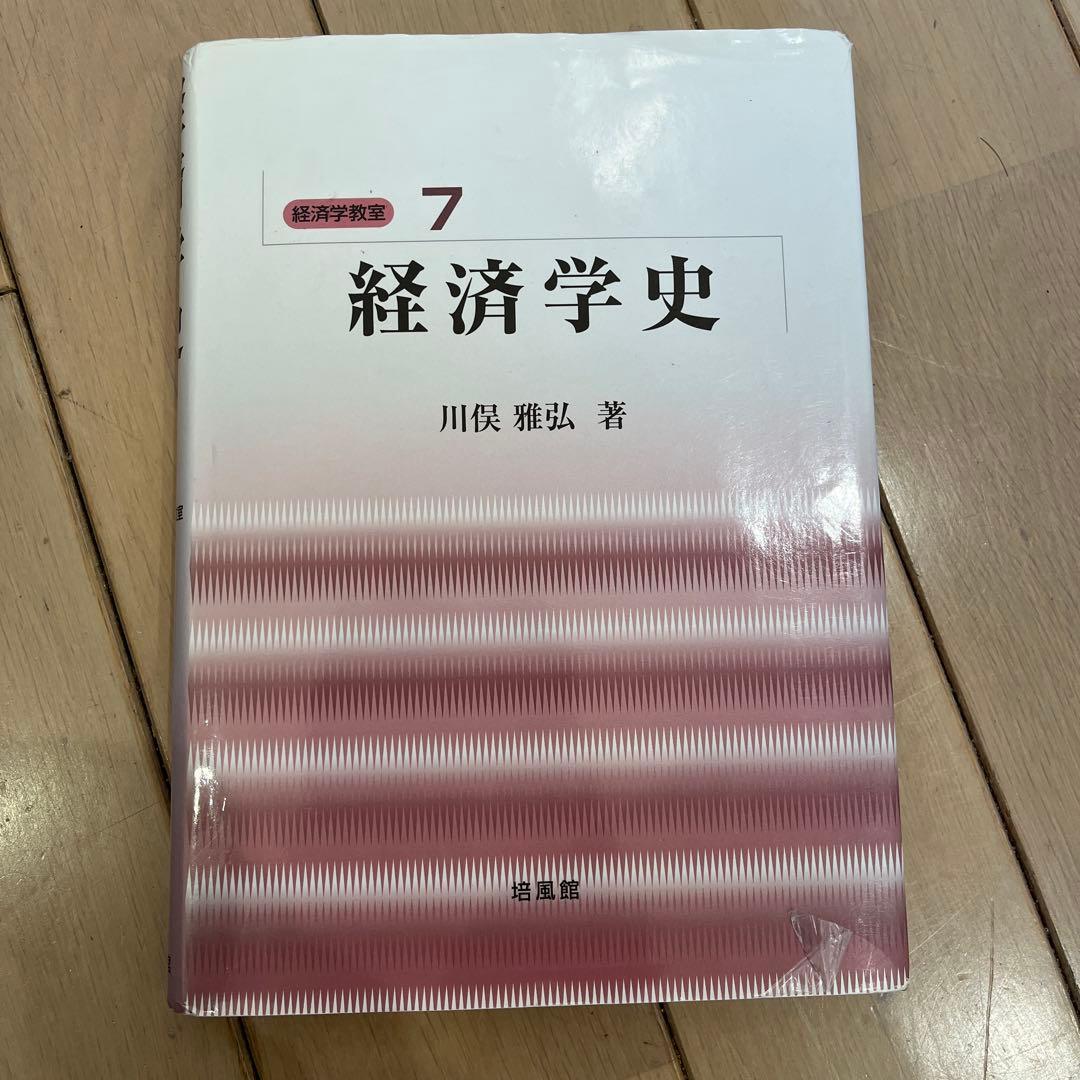 経済学教室 7
経済学史
川俣 雅弘 著
培風館